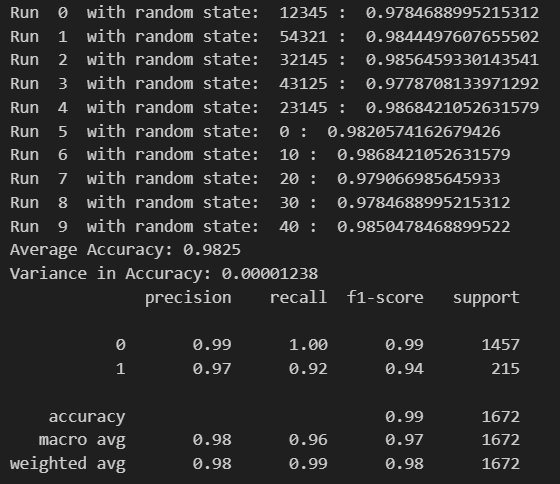 Run 0 with random state: 12345 : 0.9784688995215312
Run 1 with random state: 54321 : 0.9844497607655502
Run 2 with random state: 32145 : 0.9856459330143541
Run 3 with random state: 43125 : 0.9778708133971292
Run 4 with random state: 23145 : 0.9868421052631579
Run 5 with random state: 0 : 0.9820574162679426
Run 6 with random state: 10 : 0.9868421052631579
Run 7 with random state: 20 : 0.979066985645933
Run 8 with random state: 30 : 0.9784688995215312
Run 9 with random state: 40 : 0.9850478468899522
Average Accuracy: 0.9825
Variance in Accuracy: 0.00001238
precision recall f1-score support
0 0.99 1.00 0.99 1457
1 0.97 0.92 0.94 215
accuracy 0.99 1672
macro avg 0.98 0.96 0.97 1672
weighted avg 0.98 0.99 0.98 1672